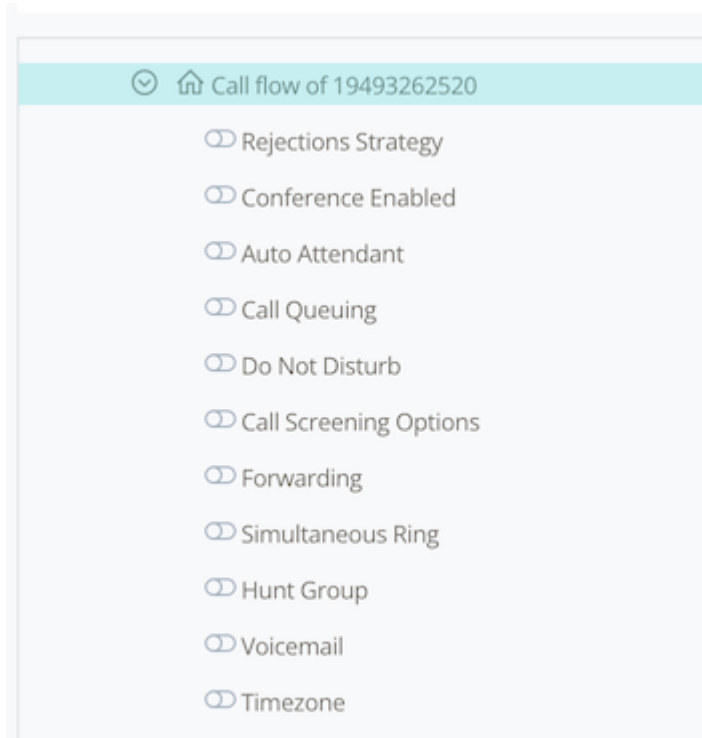 Call flow of 19493262520
Rejections Strategy
Conference Enabled
Auto Attendant
Call Queuing
Do Not Disturb
Call Screening Options
Forwarding
Simultaneous Ring
Hunt Group
Voicemail
Timezone